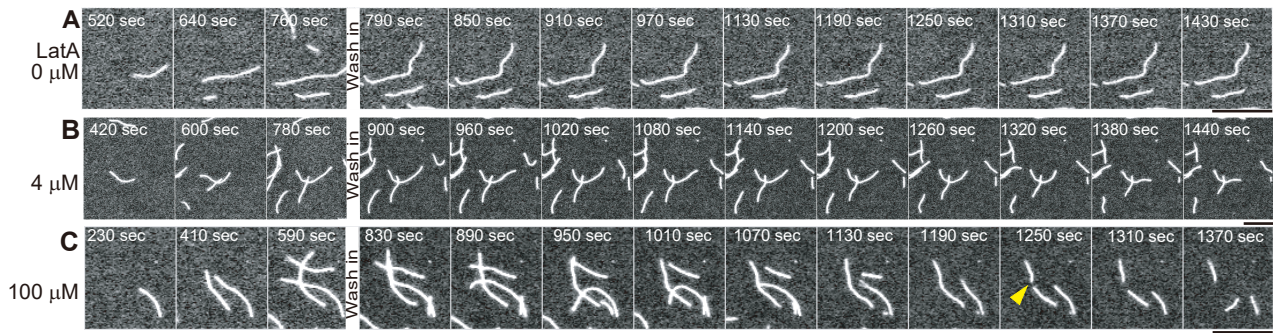 A
LatA
0 µM
520 sec 640 sec 760 sec Wash in 790 sec 850 sec 910 sec 970 sec 1130 sec 1190 sec 1250 sec 1310 sec 1370 sec 1430 sec
B
4 µM
420 sec 600 sec 780 sec Wash in 900 sec 960 sec 1020 sec 1080 sec 1140 sec 1200 sec 1260 sec 1320 sec 1380 sec 1440 sec
C
100 µM
230 sec 410 sec 590 sec Wash in 830 sec 890 sec 950 sec 1010 sec 1070 sec 1130 sec 1190 sec 1250 sec 1310 sec 1370 sec